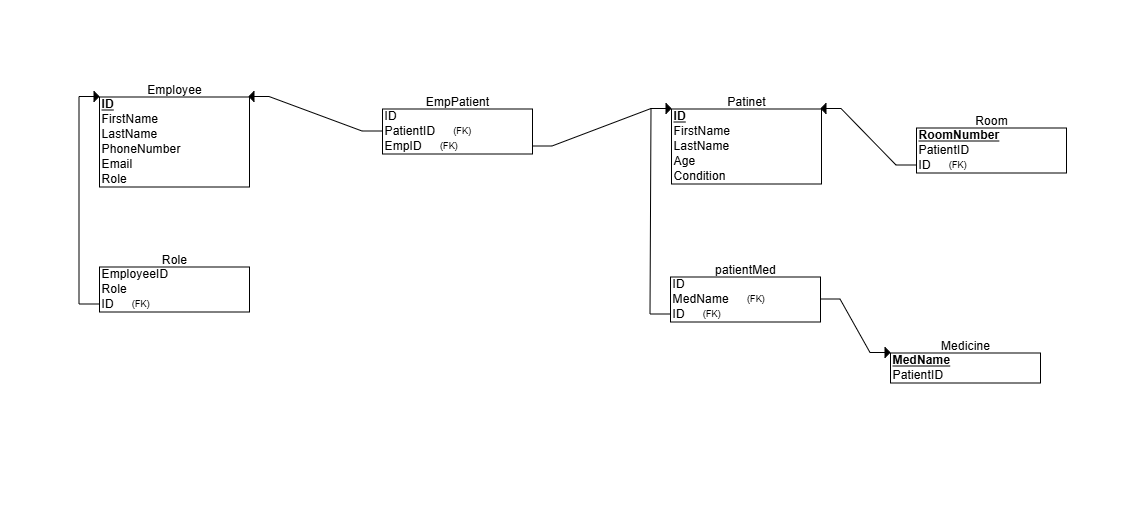 Employee
ID
FirstName
LastName
PhoneNumber
Email
Role
EmpPatient
ID
PatientID (FK)
EmpID (FK)
Patinet
ID
FirstName
LastName
Age
Condition
Room
RoomNumber
PatientID
ID (FK)
Role
EmployeeID
Role
ID (FK)
patientMed
ID
MedName (FK)
ID (FK)
Medicine
MedName
PatientID